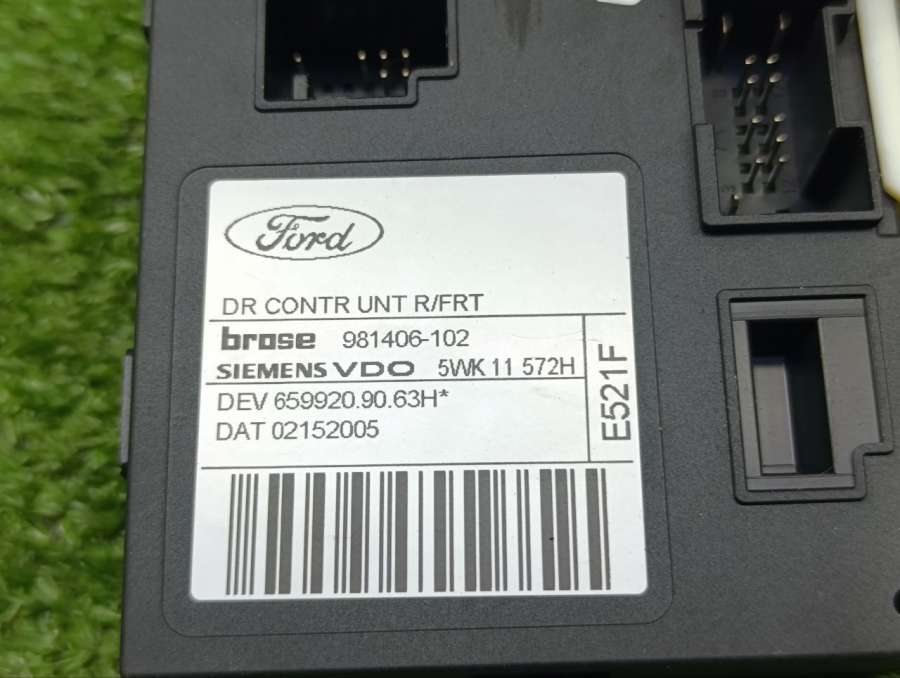 Ford
DR CONTR UNT R/FRT
brose 981406-102
SIEMENS VDO 5WK 11 572H
DEV 659920.90.63H*
DAT 02152005
E521F